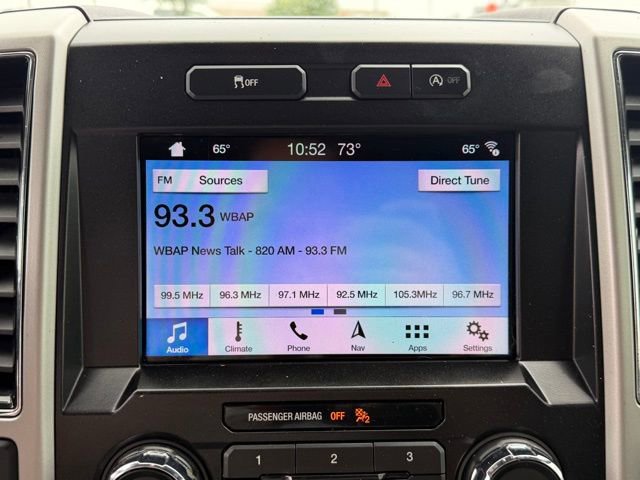 OFF
A OFF
65° 10:52 73° 65°
FM Sources Direct Tune
93.3 WBAP
WBAP News Talk - 820 AM - 93.3 FM
99.5 MHz 96.3 MHz 97.1 MHz 92.5 MHz 105.3MHz 96.7 MHz
Audio Climate Phone Nav Apps Settings
PASSENGER AIRBAG OFF 2
1 2 3